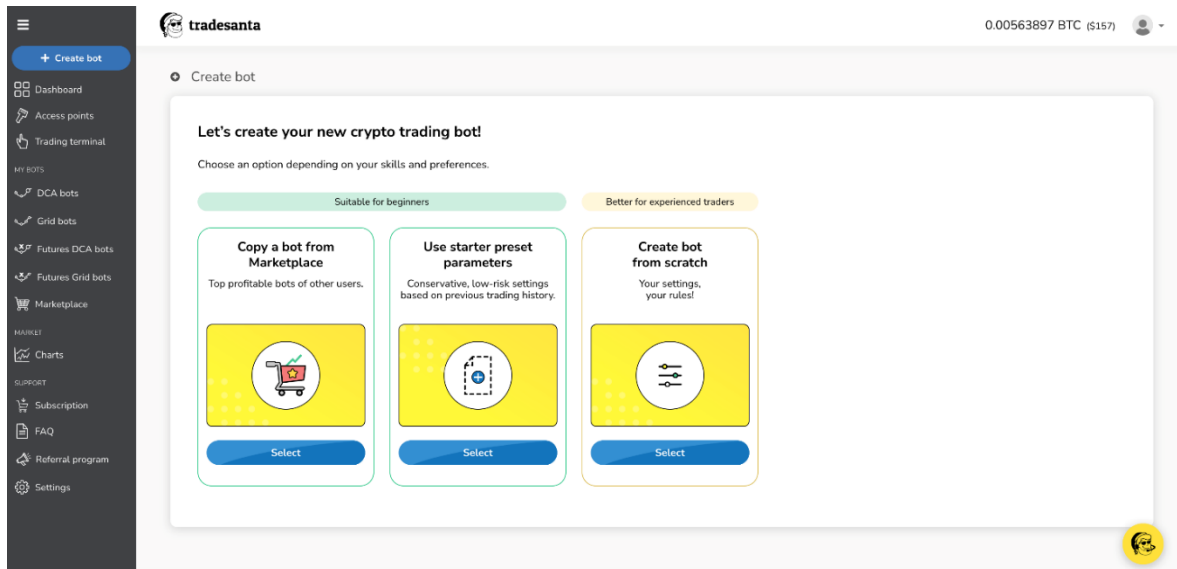 tradesanta
0.00563897 BTC ($157)
+ Create bot
Dashboard
Access points
Trading terminal
MY BOTS
DCA bots
Grid bots
Futures DCA bots
Futures Grid bots
Marketplace
MARKET
Charts
SUPPORT
Subscription
FAQ
Referral program
Settings
Create bot
Let's create your new crypto trading bot!
Choose an option depending on your skills and preferences.
Suitable for beginners
Better for experienced traders
Copy a bot from
Marketplace
Top profitable bots of other users.
Select
Use starter preset
parameters
Conservative, low-risk settings
based on previous trading history.
Select
Create bot
from scratch
Your settings,
your rules!
Select